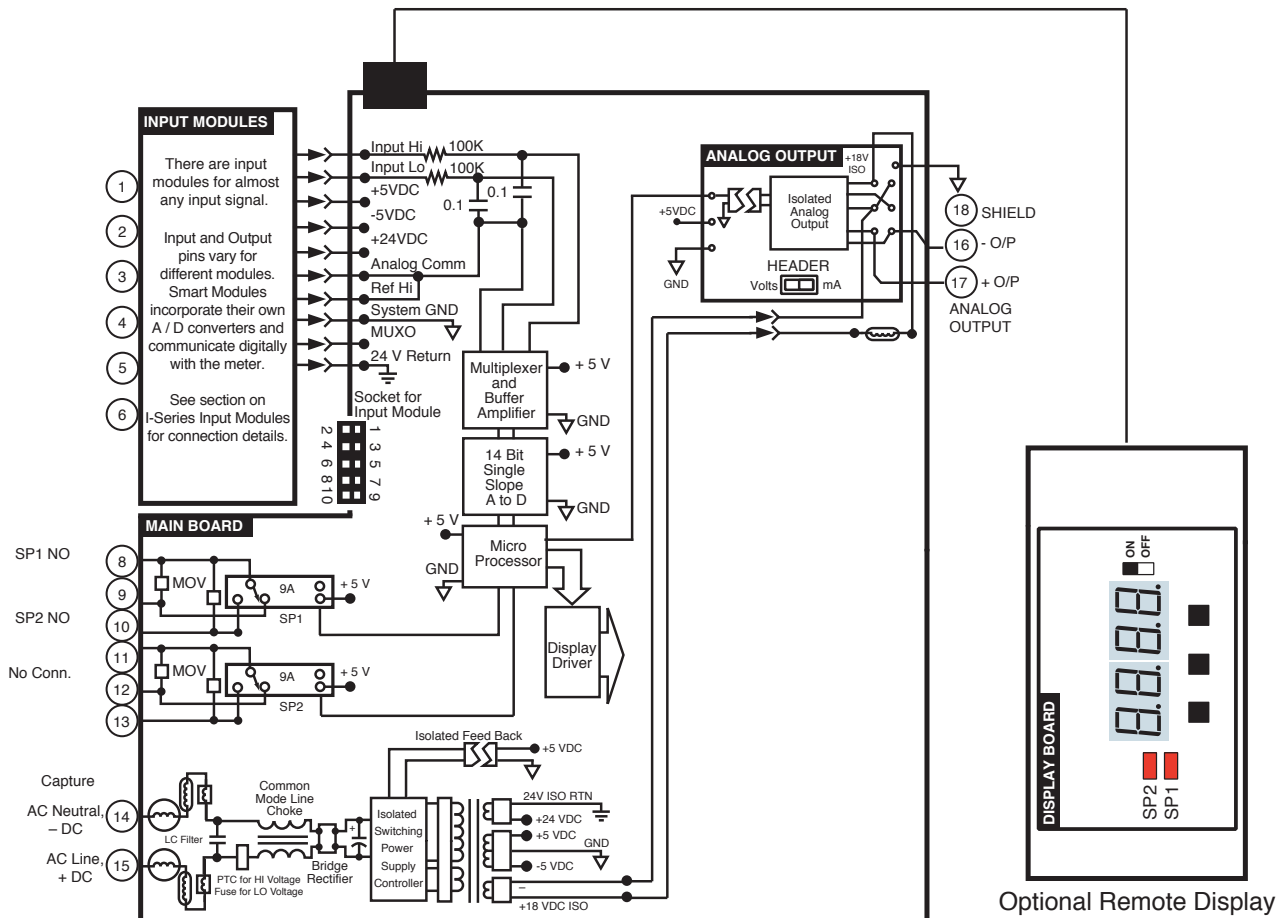 INPUT MODULES
There are input
modules for almost
any input signal.
Input and Output
pins vary for
different modules.
Smart Modules
incorporate their own
A / D converters and
communicate digitally
with the meter.
See section on
I-Series Input Modules
for connection details.
1
2
3
4
5
6
Input Hi
100K
Input Lo
100K
+5VDC
-5VDC
+24VDC
Analog Comm
Ref Hi
System GND
MUXO
24 V Return
0.1
0.1
Socket for
Input Module
2 4 6 8 10
1 3 5 7 9
Multiplexer
and
Buffer
Amplifier
+ 5 V
GND
14 Bit
Single
Slope
A to D
+ 5 V
GND
+ 5 V
Micro
Processor
GND
Display
Driver
ANALOG OUTPUT
+18V
ISO
+5VDC
Isolated
Analog
Output
GND
HEADER
Volts
mA
18 SHIELD
16 - O/P
17 + O/P
ANALOG
OUTPUT
MAIN BOARD
SP1 NO
8
9
SP2 NO
10
11
No Conn.
12
13
MOV
9A
+ 5 V
SP1
MOV
9A
+ 5 V
SP2
Isolated Feed Back
+5 VDC
Capture
AC Neutral,
– DC
14
AC Line,
+ DC
15
LC Filter
Common
Mode Line
Choke
PTC for HI Voltage
Fuse for LO Voltage
Bridge
Rectifier
+
Isolated
Switching
Power
Supply
Controller
24V ISO RTN
+24 VDC
+5 VDC
GND
-5 VDC
–
+18 VDC ISO
DISPLAY BOARD
ON
OFF
8.8.8.8.
SP2
SP1
Optional Remote Display